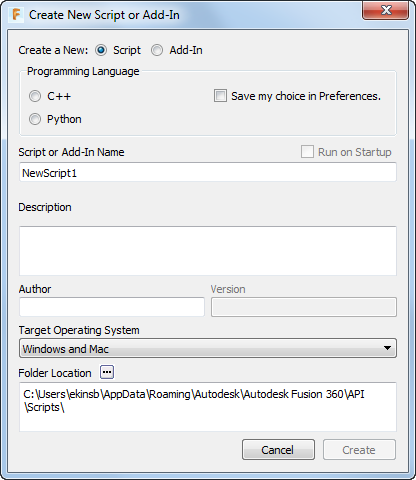 Create New Script or Add-In
Create a New: Script Add-In
Programming Language
C++
Save my choice in Preferences.
Python
Script or Add-In Name
Run on Startup
NewScript1
Description
Author
Version
Target Operating System
Windows and Mac
Folder Location ...
C:\Users\ekinsb\AppData\Roaming\Autodesk\Autodesk Fusion 360\API
\Scripts\
Cancel
Create